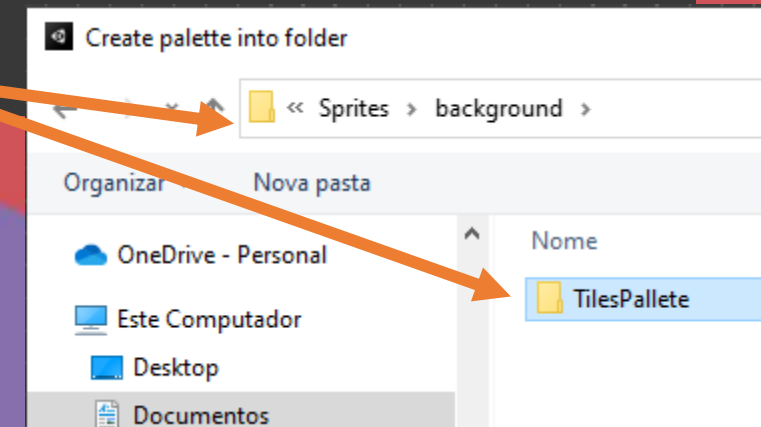 Create palette into folder
« Sprites > background >
Organizar Nova pasta
OneDrive - Personal
Nome
TilesPallete
Este Computador
Desktop
Documentos